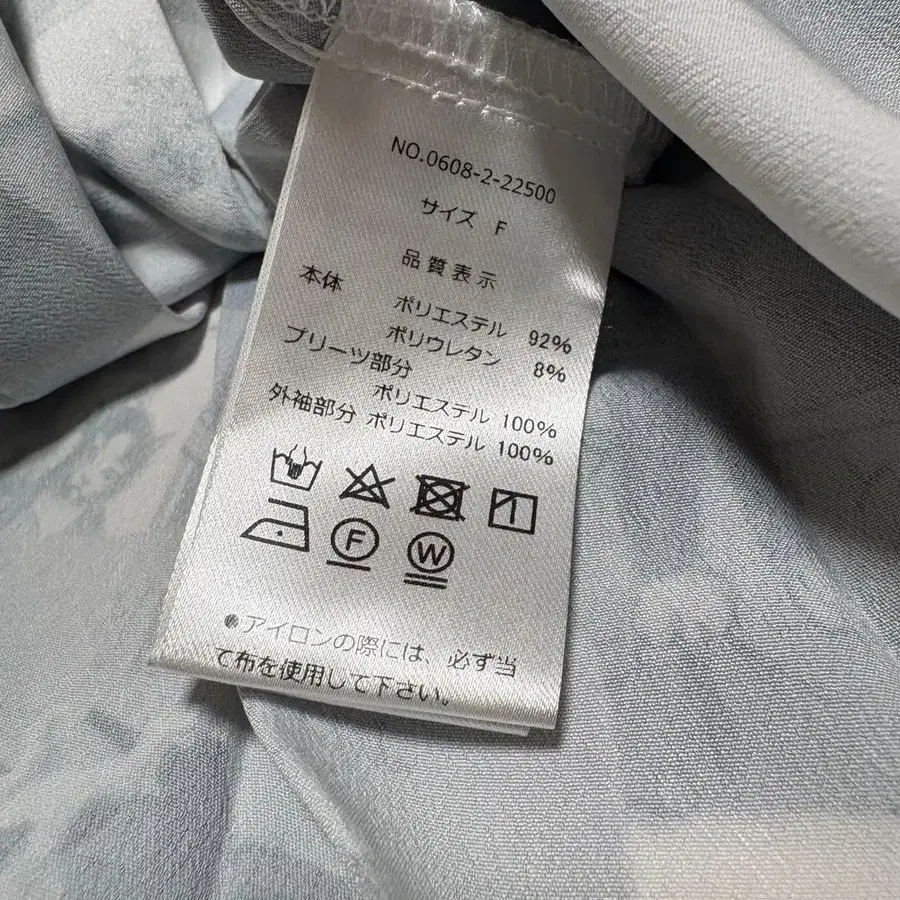 NO.0608-2-22500
サイズ F
品質表示
本体
ポリエステル 92%
ポリウレタン 8%
プリーツ部分
ポリエステル 100%
外袖部分 ポリエステル 100%
F W
●アイロンの際には、必ず当
て布を使用して下さい。